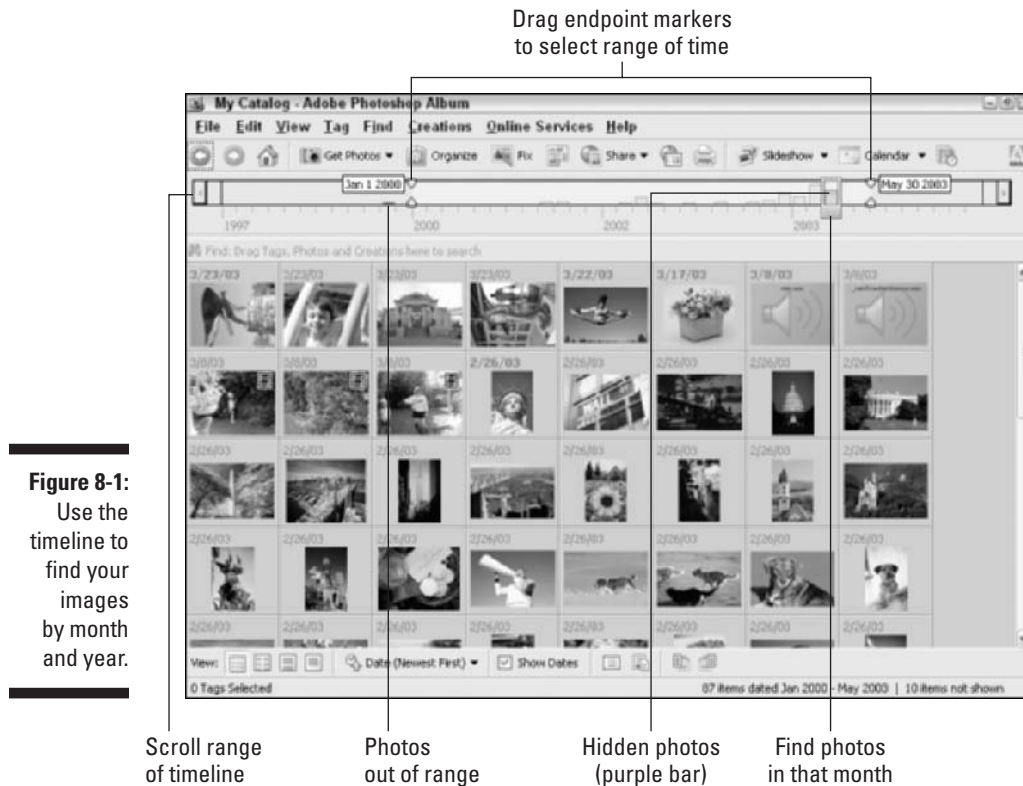 Drag endpoint markers
to select range of time
My Catalog - Adobe Photoshop Album
File Edit View Tag Find Creations Online Services Help
Get Photos Organize Fix Share Slideshow Calendar
Jan 1 2000 May 30 2003
1997 2000 2002 2003
Find: Drag Tags, Photos and Creations here to search
3/23/03 3/23/03 3/23/03 3/23/03 3/22/03 3/17/03 3/8/03 3/8/03
3/8/03 3/8/03 3/8/03 2/26/03 2/26/03 2/26/03 2/26/03 2/26/03
2/26/03 2/26/03 2/26/03 2/26/03 2/26/03 2/26/03 2/26/03 2/26/03
2/26/03 2/26/03 2/26/03 2/26/03 2/26/03 2/26/03 2/26/03 2/26/03
2/26/03 2/26/03 2/26/03 2/26/03 2/26/03 2/26/03 2/26/03 2/26/03
View: Date (Newest First) Show Dates
0 Tags Selected 87 items dated Jan 2000 - May 2003 | 10 items not shown
Figure 8-1:
Use the
timeline to
find your
images
by month
and year.
Scroll range
of timeline
Photos
out of range
Hidden photos
(purple bar)
Find photos
in that month